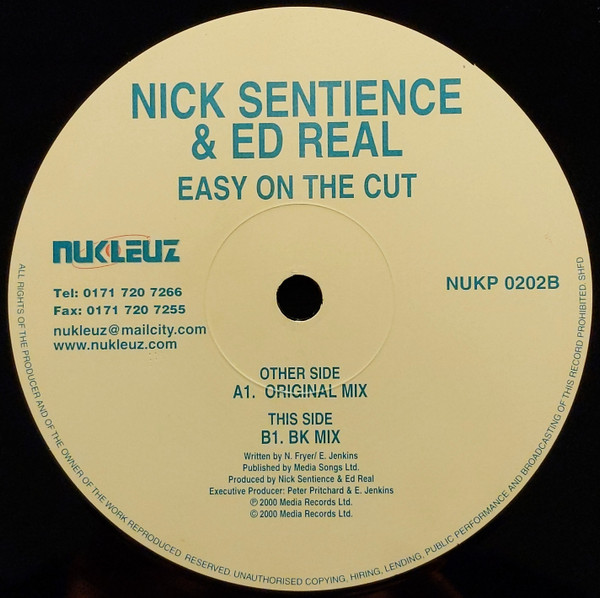 NICK SENTIENCE
& ED REAL
EASY ON THE CUT
NUKLEUZ
Tel: 0171 720 7266
Fax: 0171 720 7255
nukleuz@mailcity.com
www.nukleuz.com
NUKP 0202B
OTHER SIDE
A1. ORIGINAL MIX
THIS SIDE
B1. BK MIX
Written by N. Fryer/ E. Jenkins
Published by Media Songs Ltd.
Produced by Nick Sentience & Ed Real
Executive Producer: Peter Pritchard & E. Jenkins
℗ 2000 Media Records Ltd.
© 2000 Media Records Ltd.
ALL RIGHTS OF THE PRODUCER AND OF THE OWNER OF THE WORK REPRODUCED RESERVED. UNAUTHORISED COPYING, HIRING, LENDING, PUBLIC PERFORMANCE AND BROADCASTING OF THIS RECORD PROHIBITED. SHFD